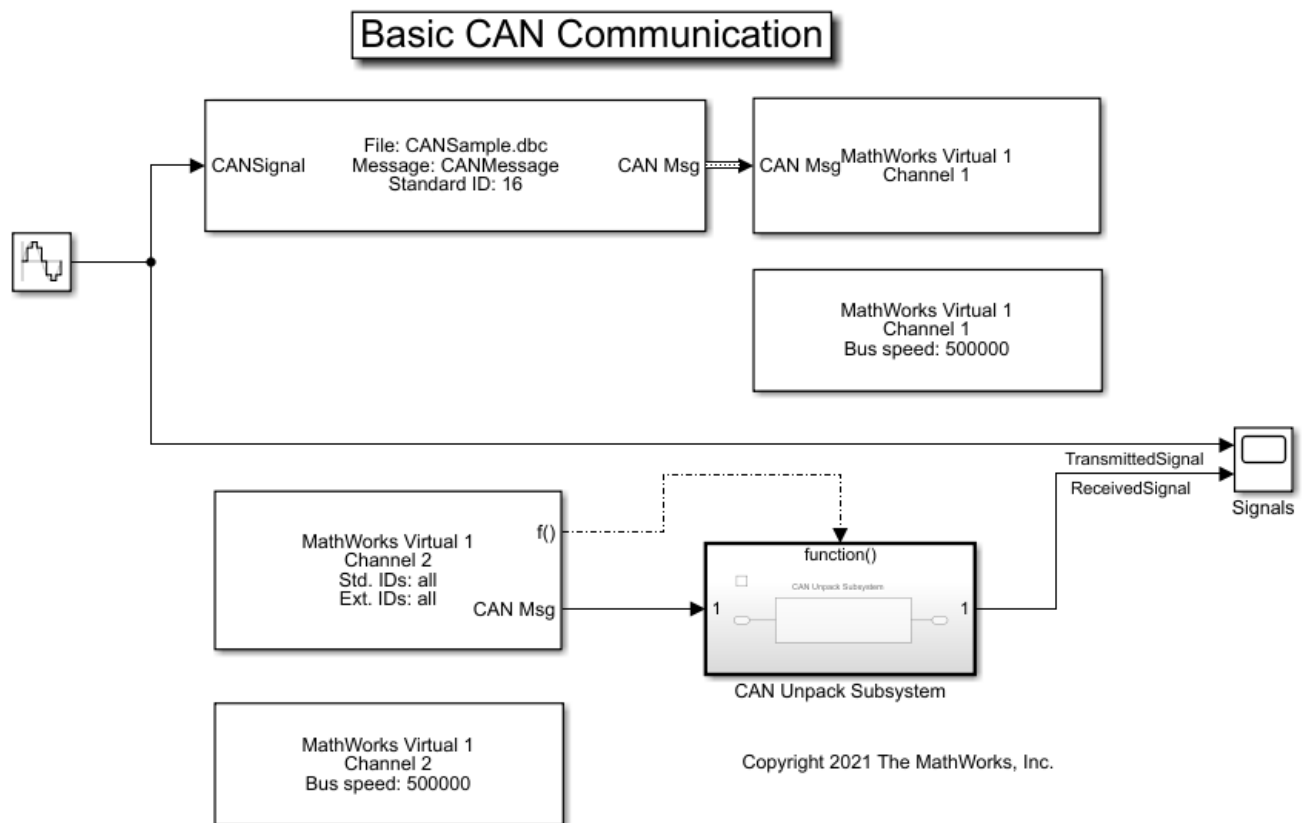 Basic CAN Communication
CANSignal
File: CANSample.dbc
Message: CANMessage
Standard ID: 16
CAN Msg
CAN Msg
MathWorks Virtual 1
Channel 1
MathWorks Virtual 1
Channel 1
Bus speed: 500000
TransmittedSignal
ReceivedSignal
Signals
MathWorks Virtual 1
Channel 2
Std. IDs: all
Ext. IDs: all
f()
CAN Msg
function()
CAN Unpack Subsystem
1
1
CAN Unpack Subsystem
MathWorks Virtual 1
Channel 2
Bus speed: 500000
Copyright 2021 The MathWorks, Inc.